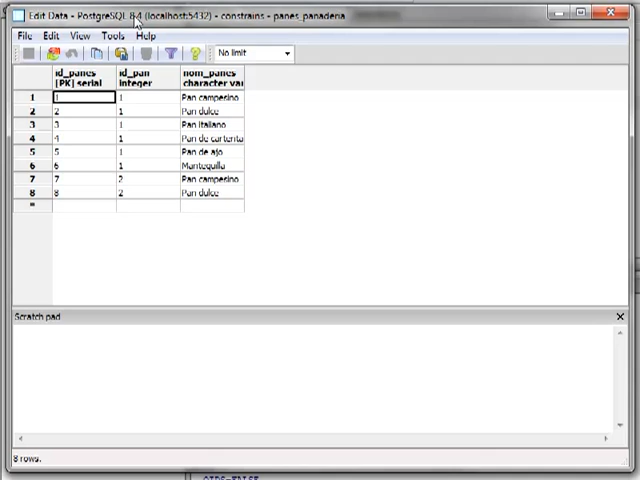 Edit Data - PostgreSQL 8.4 (localhost:5432) - constrains - panes_panaderia
File Edit View Tools Help
No limit
id_panes id_pan nom_panes
[PK] serial integer character var
1 1 1 Pan campesino
2 2 1 Pan dulce
3 3 1 Pan italiano
4 4 1 Pan de
5 5 1 Pan de ajo
6 6 1 Mantequilla
7 7 2 Pan campesino
8 8 2 Pan dulce
*
Scratch pad
8 rows.